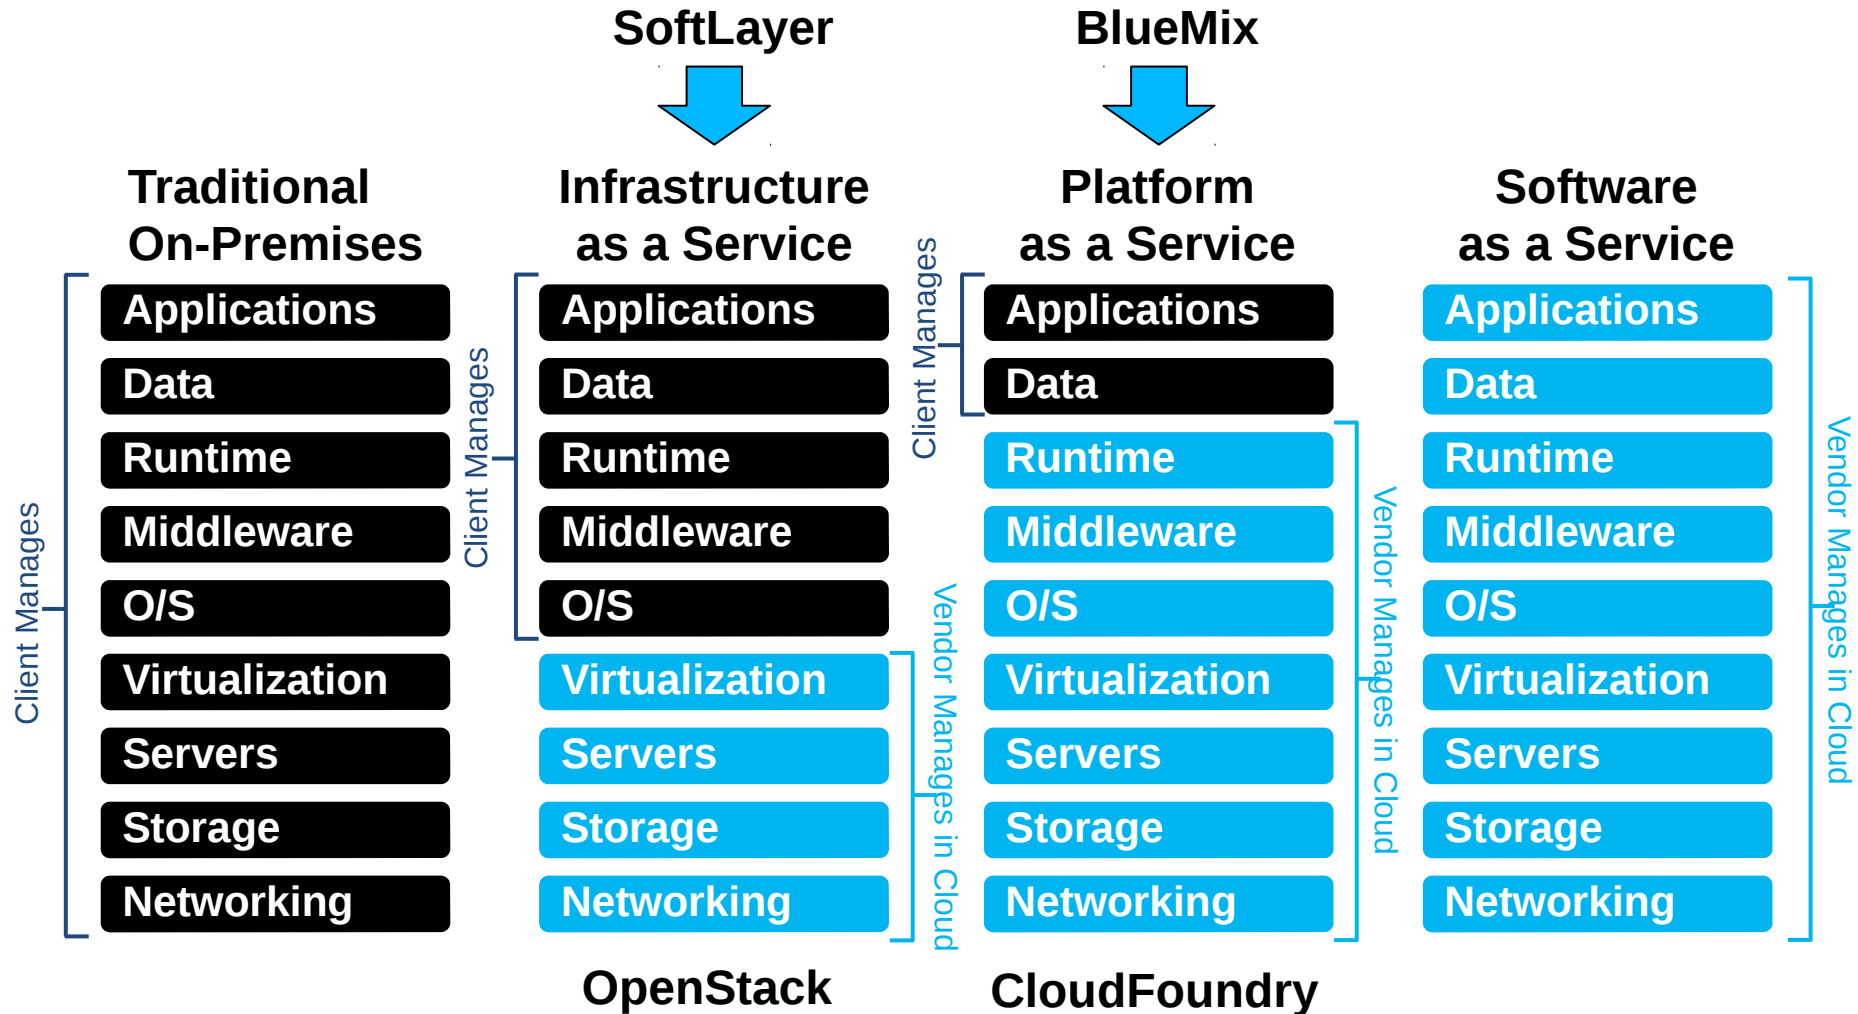 SoftLayer
BlueMix
Traditional
On-Premises
Client Manages
Applications
Data
Runtime
Middleware
O/S
Virtualization
Servers
Storage
Networking
Infrastructure
as a Service
Client Manages
Applications
Data
Runtime
Middleware
O/S
Virtualization
Servers
Storage
Networking
Vendor Manages in Cloud
OpenStack
Platform
as a Service
Client Manages
Applications
Data
Runtime
Middleware
O/S
Virtualization
Servers
Storage
Networking
Vendor Manages in Cloud
CloudFoundry
Software
as a Service
Applications
Data
Runtime
Middleware
O/S
Virtualization
Servers
Storage
Networking
Vendor Manages in Cloud